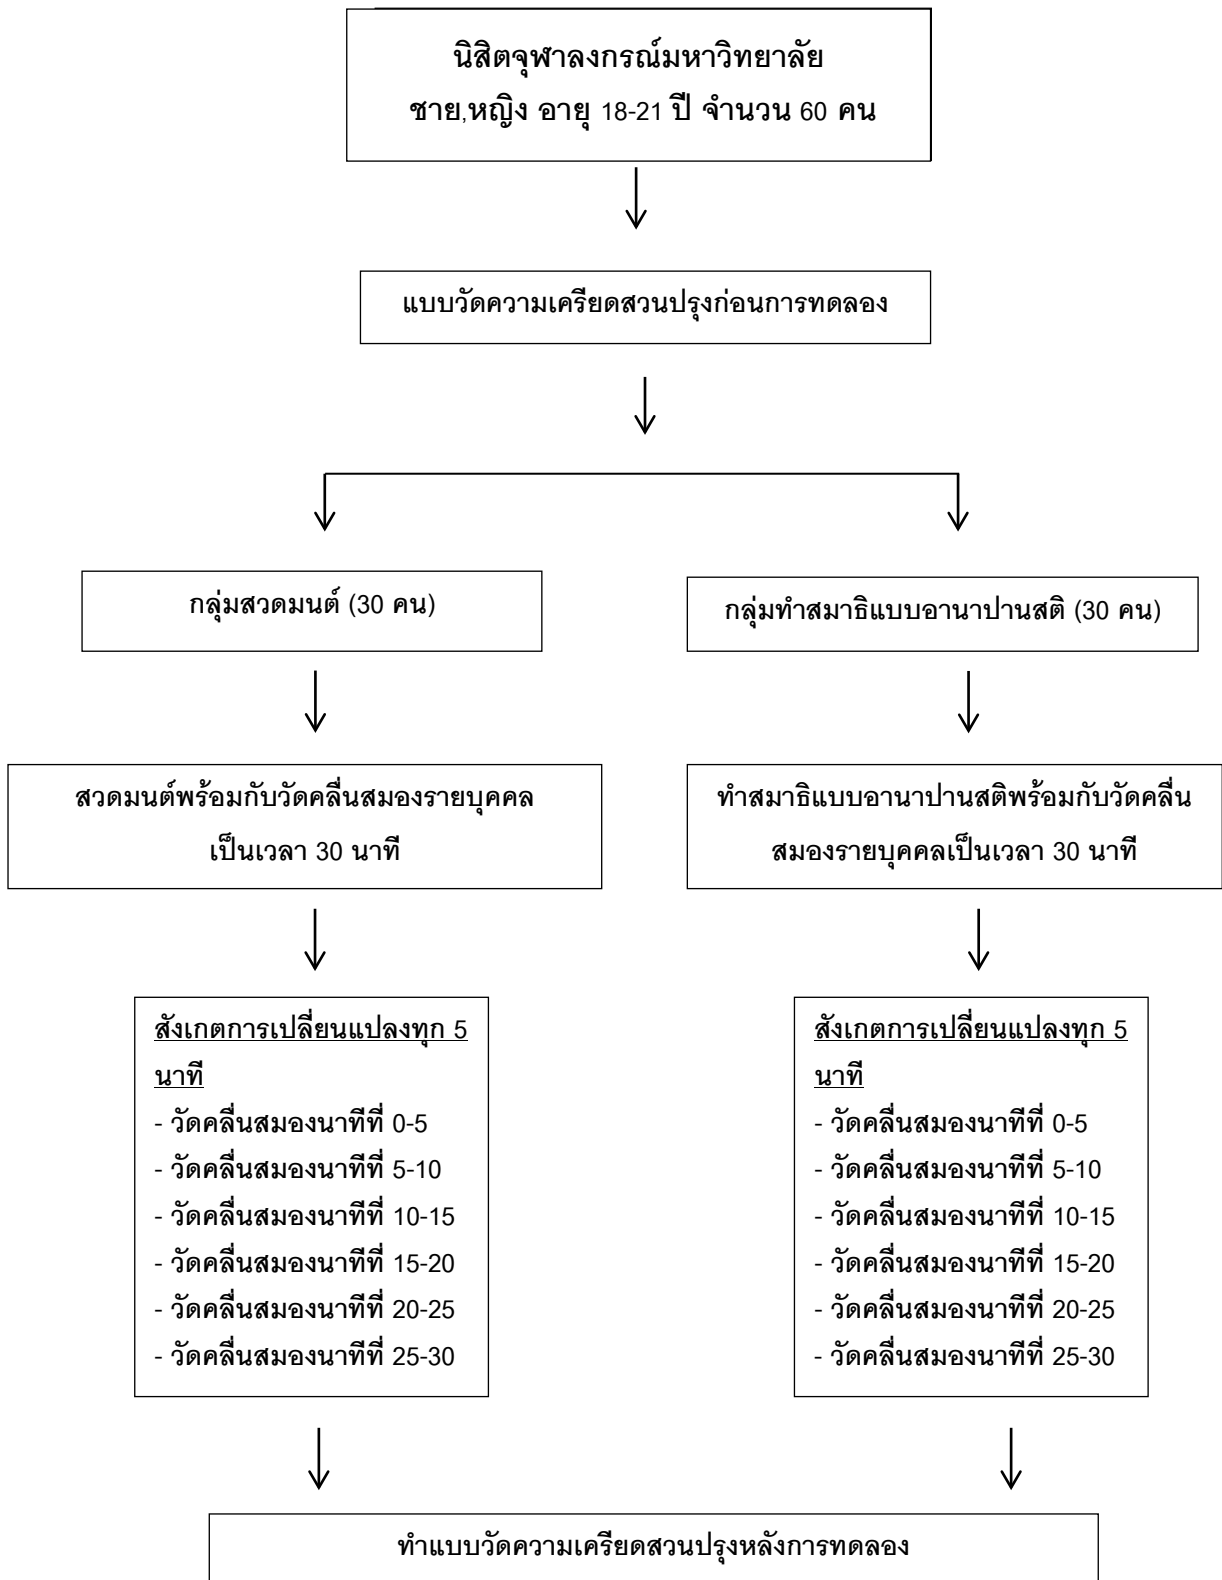 นิสิตจุฬาลงกรณ์มหาวิทยาลัย
ชาย,หญิง อายุ 18-21 ปี จำนวน 60 คน
แบบวัดความเครียดสวนปรุงก่อนการทดลอง
กลุ่มสวดมนต์ (30 คน)
กลุ่มทำสมาธิแบบอานาปานสติ (30 คน)
สวดมนต์พร้อมกับวัดคลื่นสมองรายบุคคล
เป็นเวลา 30 นาที
ทำสมาธิแบบอานาปานสติพร้อมกับวัดคลื่น
สมองรายบุคคลเป็นเวลา 30 นาที
สังเกตการเปลี่ยนแปลงทุก 5
นาที
- วัดคลื่นสมองนาทีที่ 0-5
- วัดคลื่นสมองนาทีที่ 5-10
- วัดคลื่นสมองนาทีที่ 10-15
- วัดคลื่นสมองนาทีที่ 15-20
- วัดคลื่นสมองนาทีที่ 20-25
- วัดคลื่นสมองนาทีที่ 25-30
สังเกตการเปลี่ยนแปลงทุก 5
นาที
- วัดคลื่นสมองนาทีที่ 0-5
- วัดคลื่นสมองนาทีที่ 5-10
- วัดคลื่นสมองนาทีที่ 10-15
- วัดคลื่นสมองนาทีที่ 15-20
- วัดคลื่นสมองนาทีที่ 20-25
- วัดคลื่นสมองนาทีที่ 25-30
ทำแบบวัดความเครียดสวนปรุงหลังการทดลอง